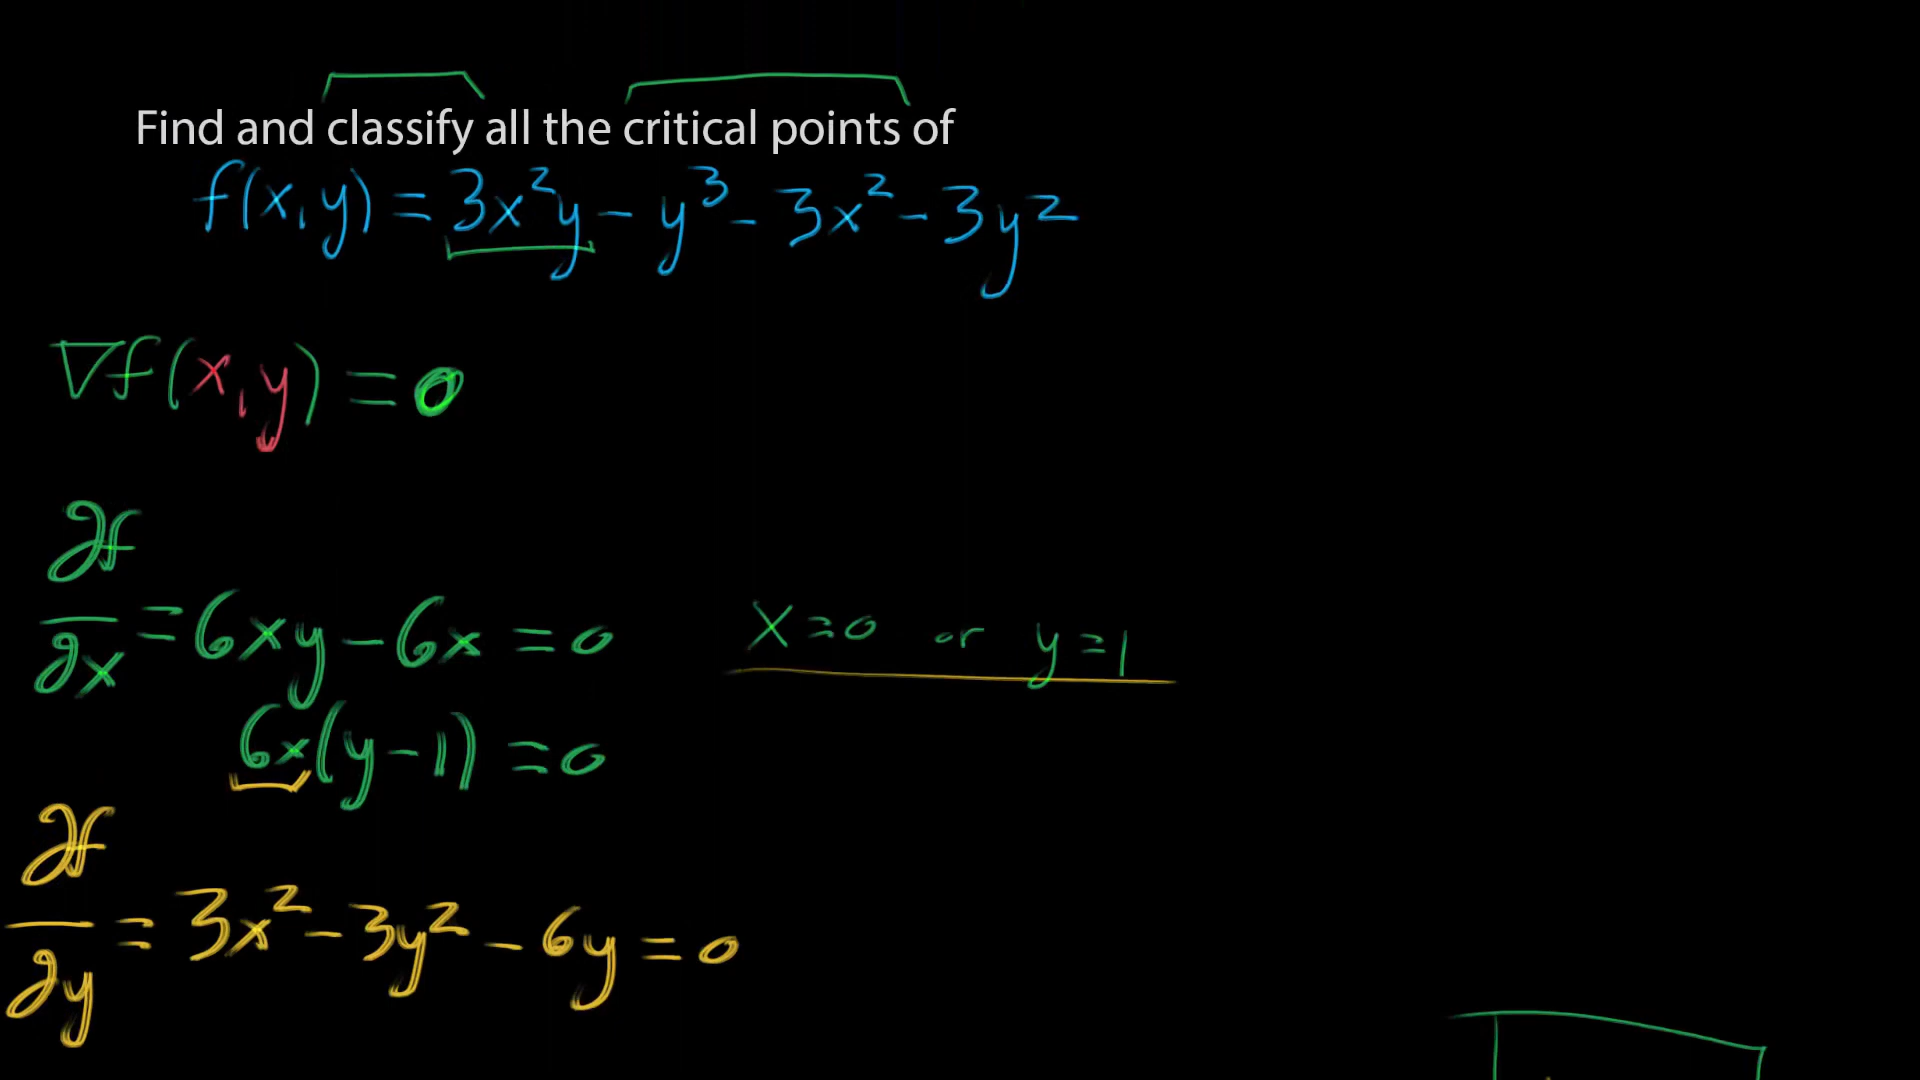 Find and classify all the critical points of
f(x,y) = 3x²y - y³ - 3x² - 3y²
∇f(x,y) = 0
∂f/∂x = 6xy - 6x = 0
x = 0 or y = 1
6x(y - 1) = 0
∂f/∂y = 3x² - 3y² - 6y = 0